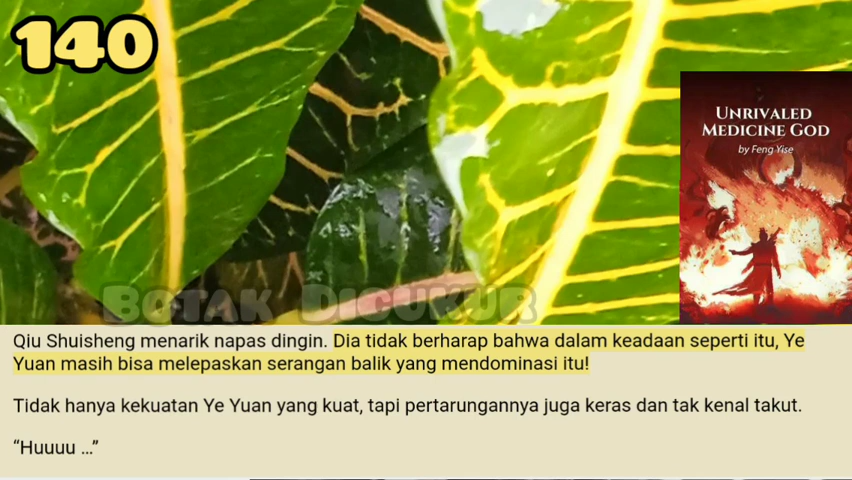 140
UNRIVALED
MEDICINE GOD
by Feng Yise
BOTAK DICUKUR
Qiu Shuisheng menarik napas dingin. Dia tidak berharap bahwa dalam keadaan seperti itu, Ye
Yuan masih bisa melepaskan serangan balik yang mendominasi itu!
Tidak hanya kekuatan Ye Yuan yang kuat, tapi pertarungannya juga keras dan tak kenal takut.
“Huuuu ...”